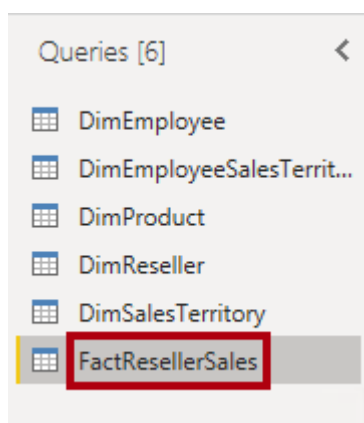 Queries [6]
DimEmployee
DimEmployeeSalesTerrit...
DimProduct
DimReseller
DimSalesTerritory
FactResellerSales